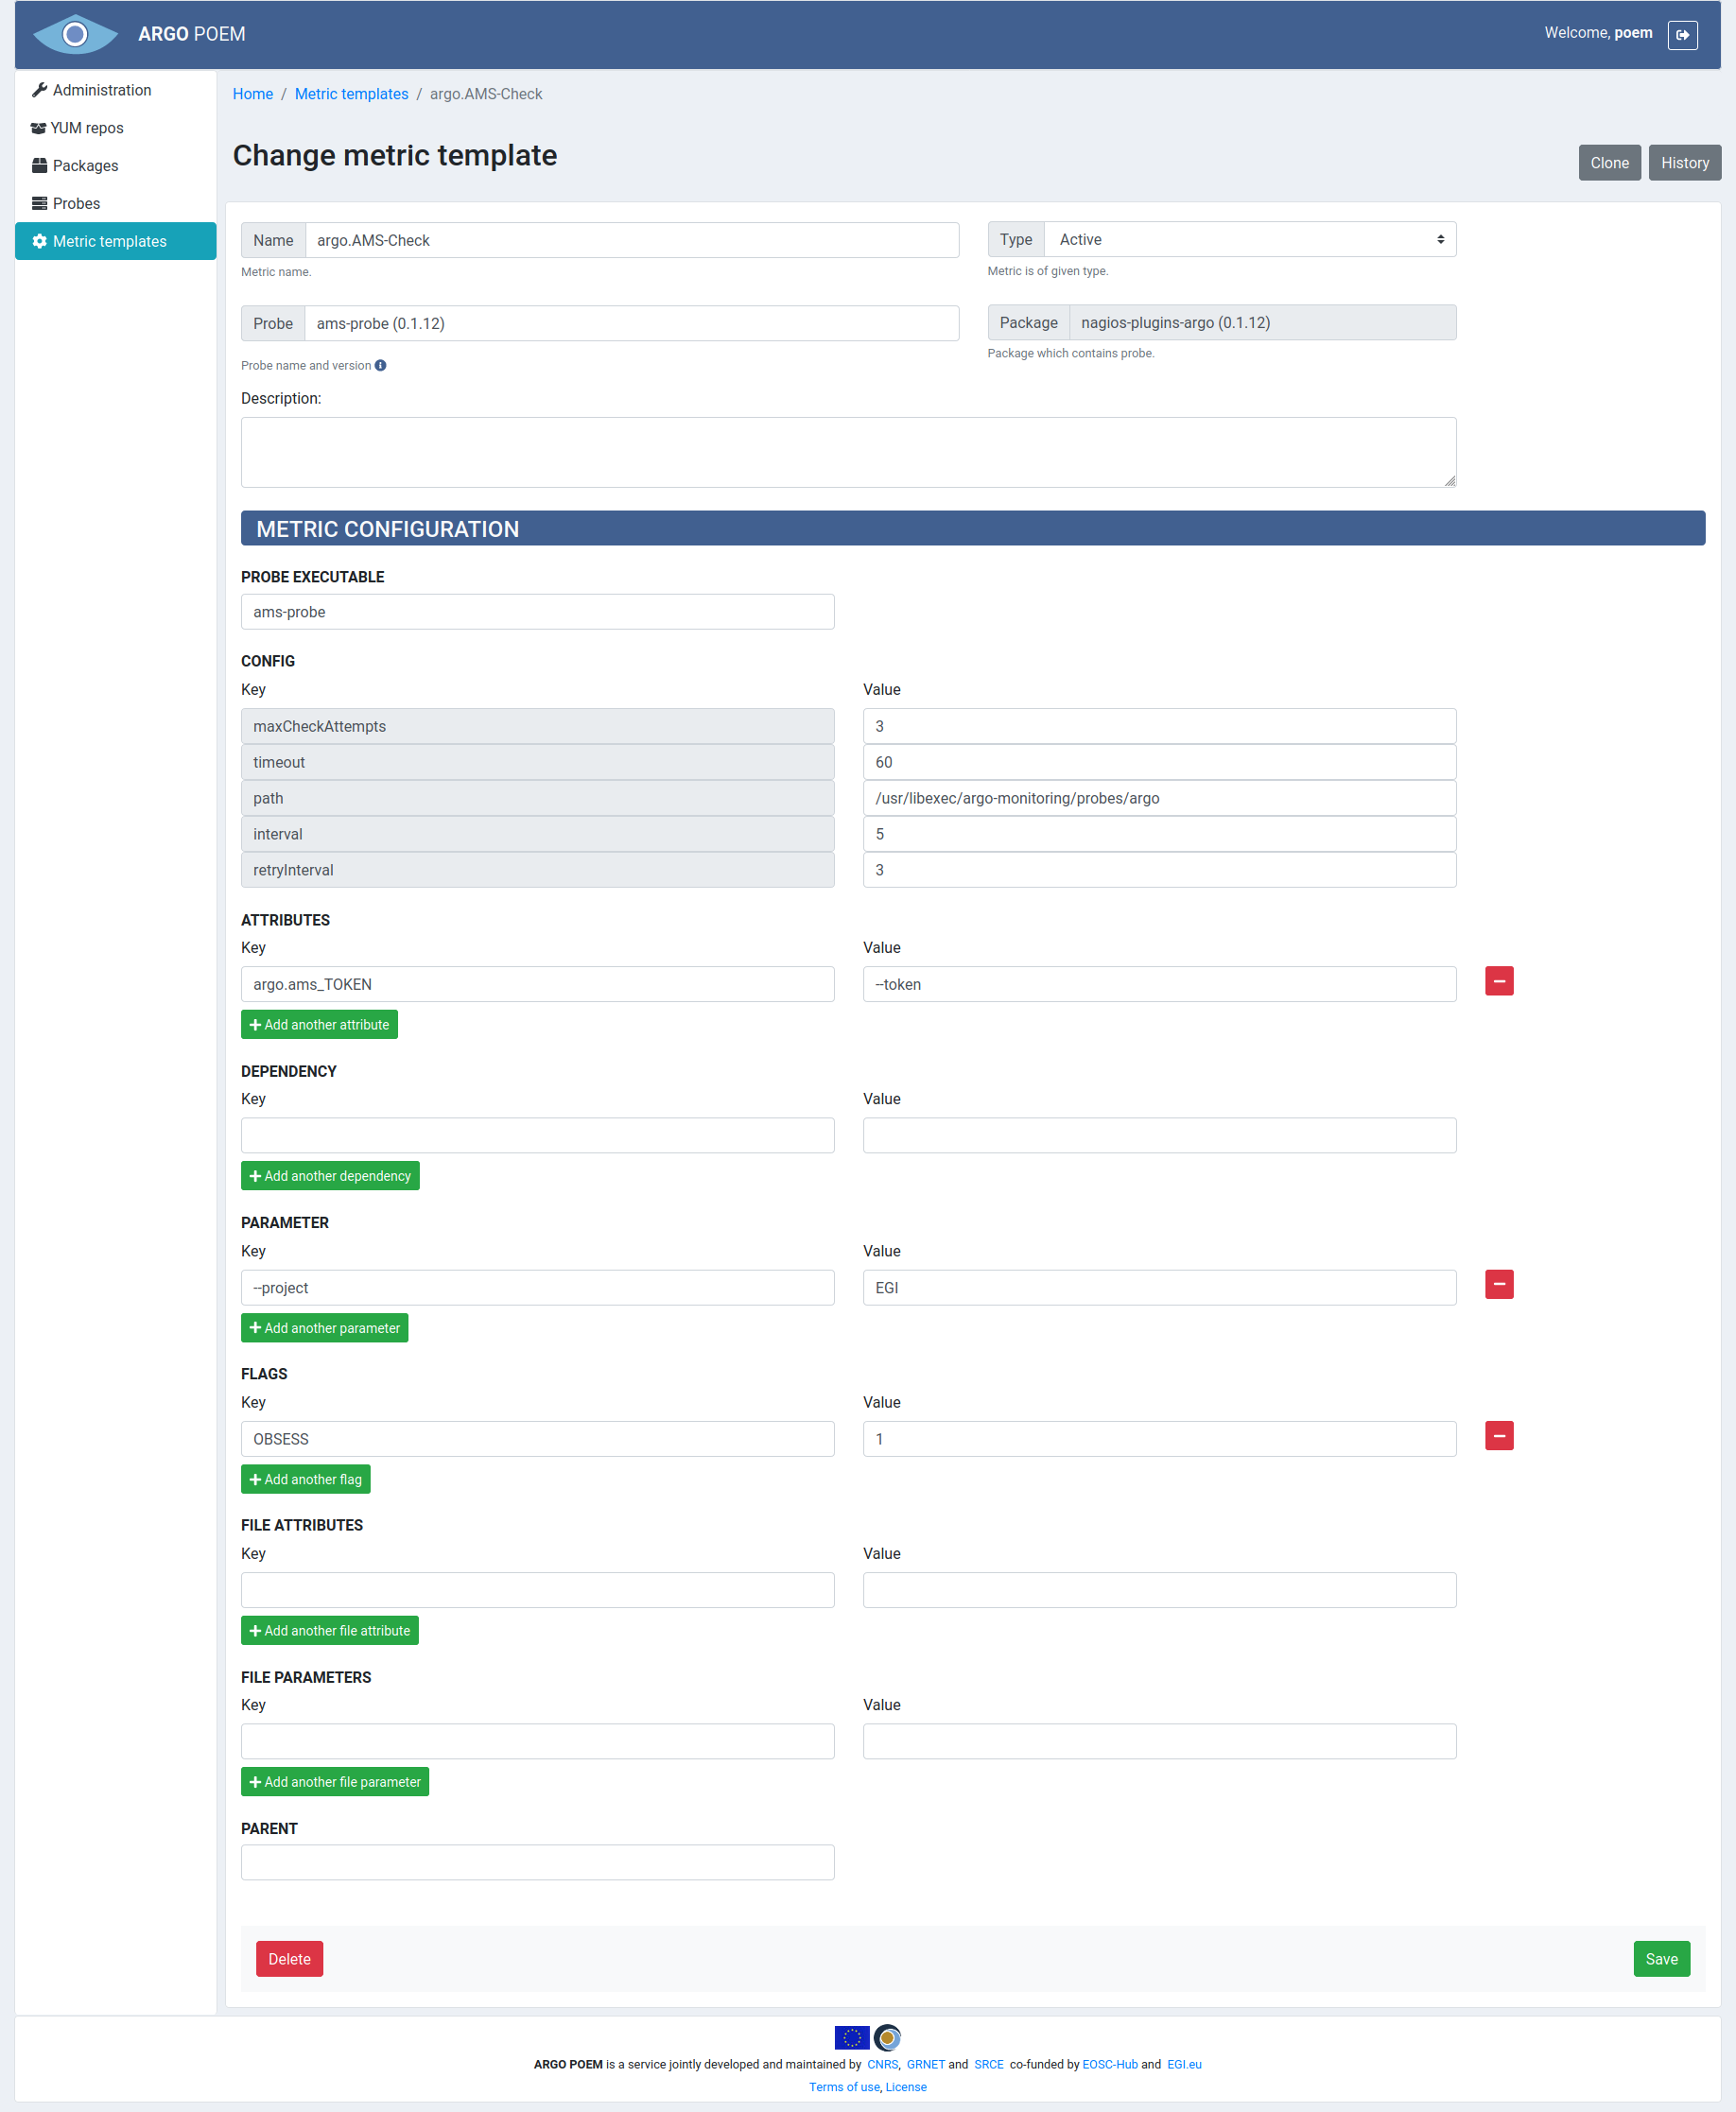 ARGO POEM
Welcome, poem
Administration
YUM repos
Packages
Probes
Metric templates
Home / Metric templates / argo.AMS-Check
Change metric template
Clone
History
Name argo.AMS-Check
Metric name.
Type Active
Metric is of given type.
Probe ams-probe (0.1.12)
Probe name and version
Package nagios-plugins-argo (0.1.12)
Package which contains probe.
Description:
METRIC CONFIGURATION
PROBE EXECUTABLE
ams-probe
CONFIG
Key Value
maxCheckAttempts 3
timeout 60
path /usr/libexec/argo-monitoring/probes/argo
interval 5
retryInterval 3
ATTRIBUTES
Key Value
argo.ams_TOKEN --token
Add another attribute
DEPENDENCY
Key Value
Add another dependency
PARAMETER
Key Value
--project EGI
Add another parameter
FLAGS
Key Value
OBSESS 1
Add another flag
FILE ATTRIBUTES
Key Value
Add another file attribute
FILE PARAMETERS
Key Value
Add another file parameter
PARENT
Delete
Save
ARGO POEM is a service jointly developed and maintained by CNRS, GRNET and SRCE co-funded by EOSC-Hub and EGI.eu
Terms of use, License